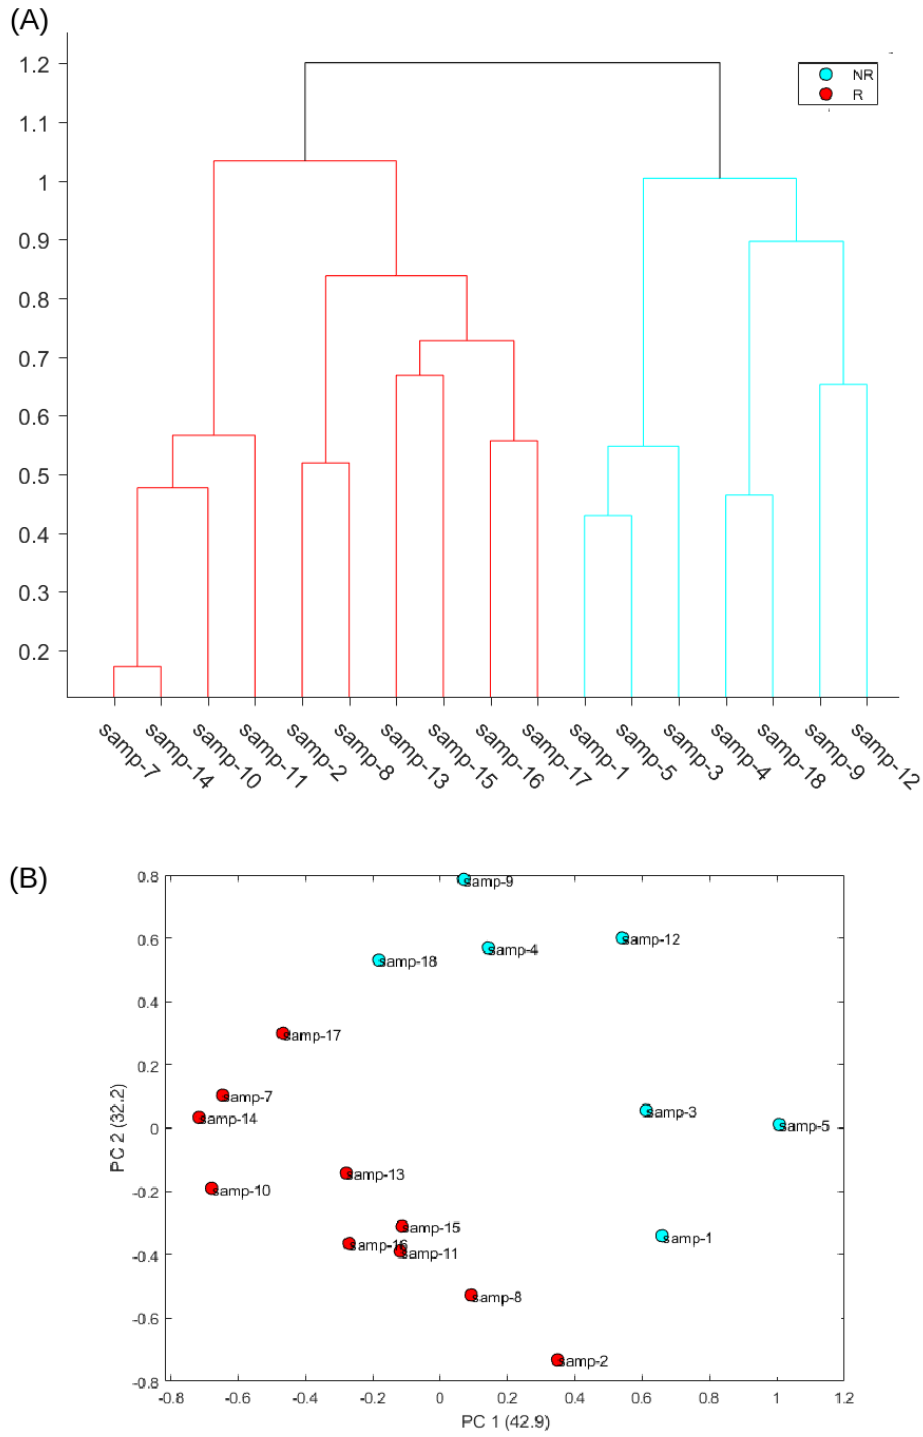 (A)
1.2
1.1
1
0.9
0.8
0.7
0.6
0.5
0.4
0.3
0.2
NR
R
samp-7
samp-14
samp-10
samp-11
samp-2
samp-8
samp-13
samp-15
samp-16
samp-17
samp-1
samp-5
samp-3
samp-4
samp-18
samp-9
samp-12
(B)
0.8
0.6
0.4
0.2
0
-0.2
-0.4
-0.6
-0.8
PC 2 (32.2)
samp-9
samp-12
samp-4
samp-18
samp-17
samp-7
samp-3
samp-14
samp-5
samp-13
samp-10
samp-15
samp-1
samp-16
samp-11
samp-8
samp-2
-0.8 -0.6 -0.4 -0.2 0 0.2 0.4 0.6 0.8 1 1.2
PC 1 (42.9)